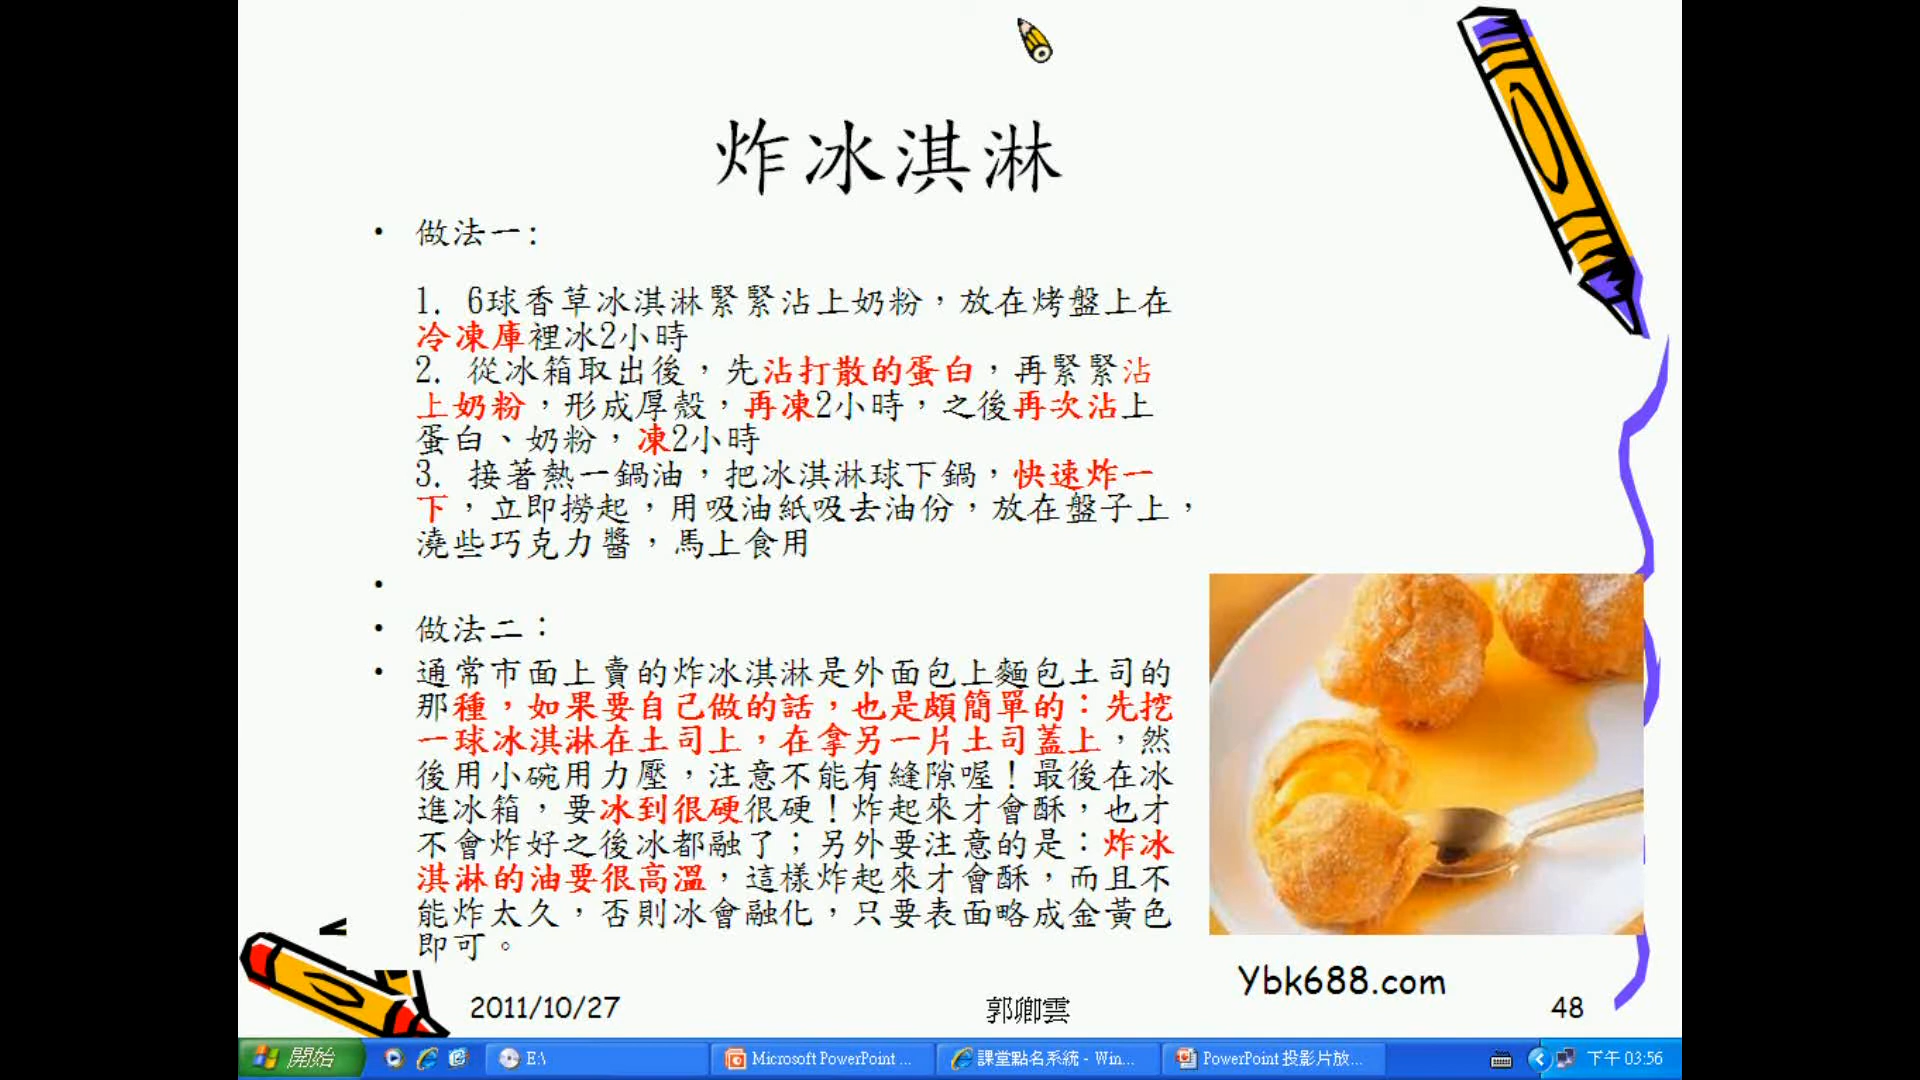 炸冰淇淋
• 做法一:
1. 6球香草冰淇淋緊緊沾上奶粉，放在烤盤上在
冷凍庫裡冰2小時
2. 從冰箱取出後，先沾打散的蛋白，再緊緊沾
上奶粉，形成厚殼，再凍2小時，之後再次沾上
蛋白、奶粉，凍2小時
3. 接著熱一鍋油，把冰淇淋球下鍋，快速炸一
下，立即撈起，用吸油紙吸去油份，放在盤子上，
澆些巧克力醬，馬上食用
•
• 做法二：
• 通常市面上賣的炸冰淇淋是外面包上麵包土司的
那種，如果要自己做的話，也是頗簡單的：先挖
一球冰淇淋在土司上，在拿另一片土司蓋上，然
後用小碗用力壓，注意不能有縫隙喔！最後在冰
進冰箱，要冰到很硬很硬！炸起來才會酥，也才
不會炸好之後冰都融了；另外要注意的是：炸冰
淇淋的油要很高溫，這樣炸起來才會酥，而且不
能炸太久，否則冰會融化，只要表面略成金黃色
即可。
Ybk688.com
2011/10/27
郭卿雲
48
開始
E:\
Microsoft PowerPoint ...
課堂點名系統 - Win...
PowerPoint 投影片放...
下午 03:56